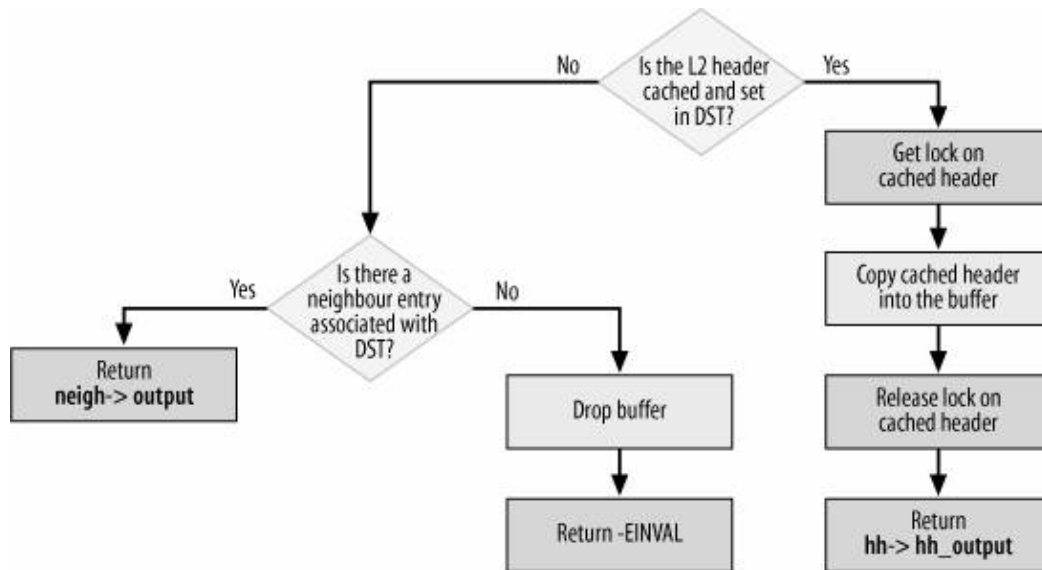 No
Is the L2 header
cached and set
in DST?
Yes
Get lock on
cached header
Copy cached header
into the buffer
Release lock on
cached header
Return
hh-> hh_output
Yes
Is there a
neighbour entry
associated with
DST?
No
Return
neigh-> output
Drop buffer
Return -EINVAL